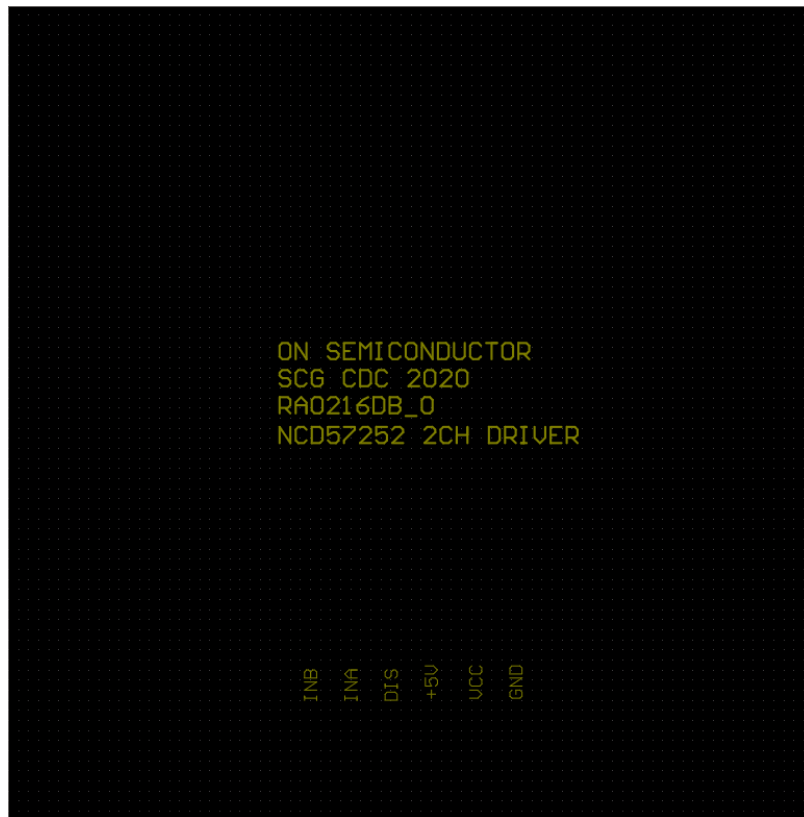 ON SEMICONDUCTOR
SCG CDC 2020
RA0216DB_0
NCD57252 2CH DRIVER
INB
INA
DIS
+5V
VCC
GND